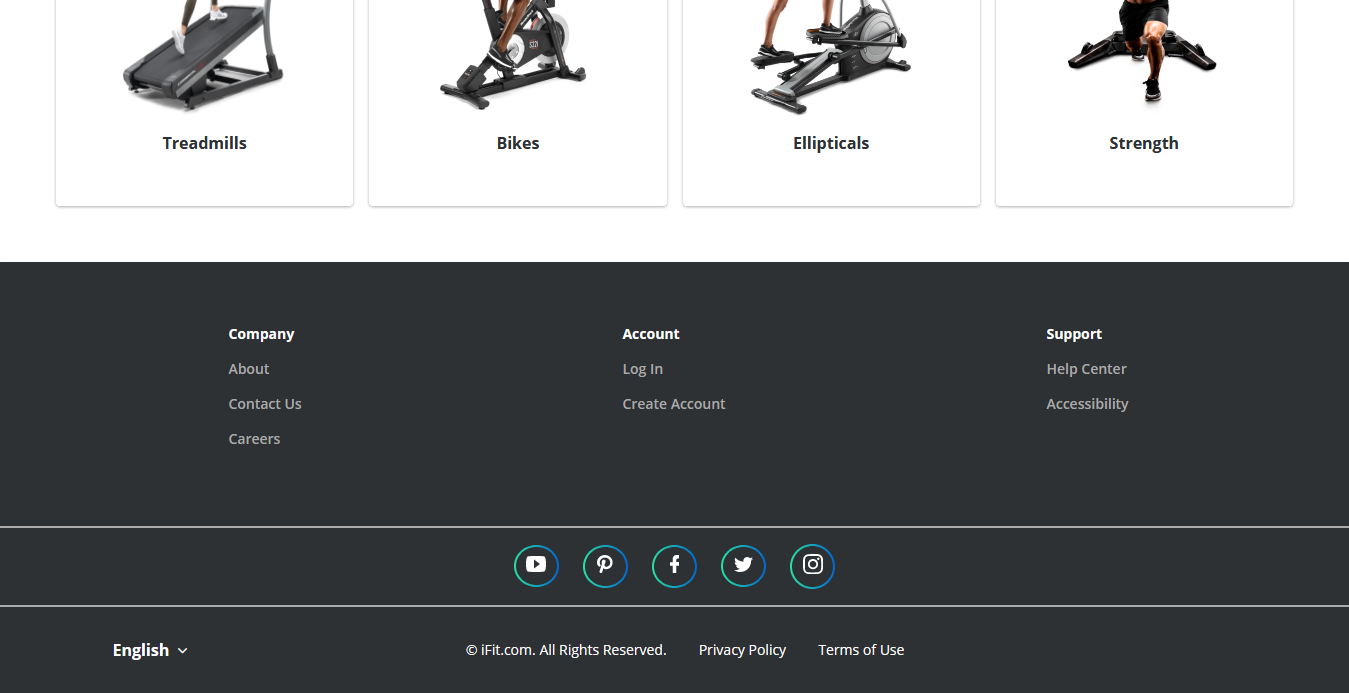 Treadmills
Bikes
Ellipticals
Strength
Company
About
Contact Us
Careers
Account
Log In
Create Account
Support
Help Center
Accessibility
English
© iFit.com. All Rights Reserved.
Privacy Policy
Terms of Use